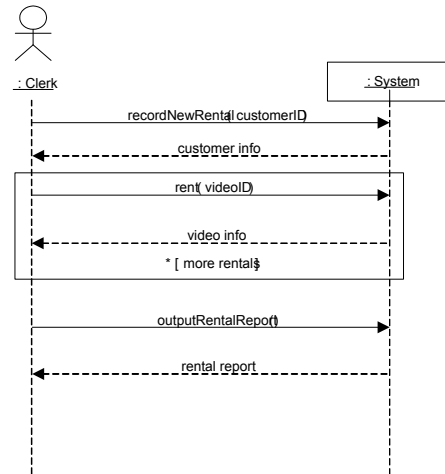 : Clerk
: System
recordNewRental( customerID)
customer info
rent( videoID)
video info
* [ more rentals]
outputRentalReport()
rental report